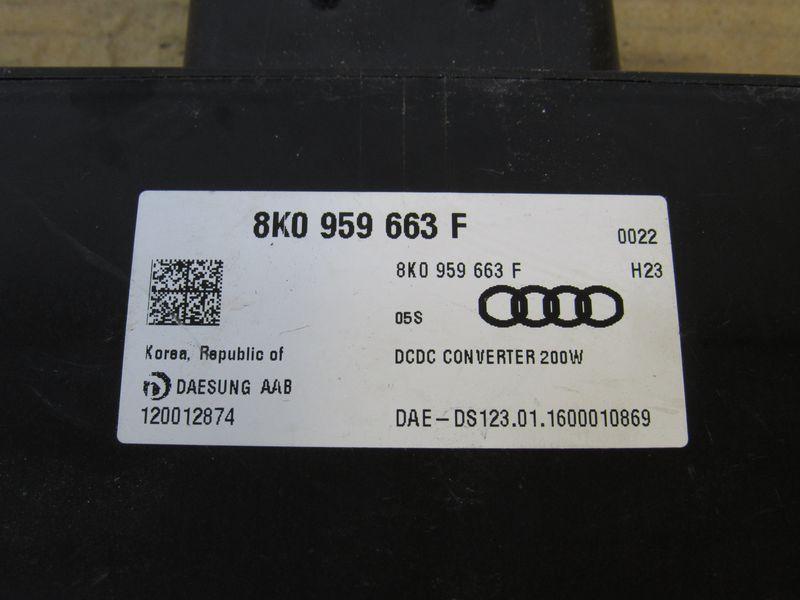 8K0 959 663 F
0022
8K0 959 663 F
H23
05S
Korea, Republic of
DCDC CONVERTER 200W
DAESUNG AAB
120012874
DAE-DS123.01.1600010869